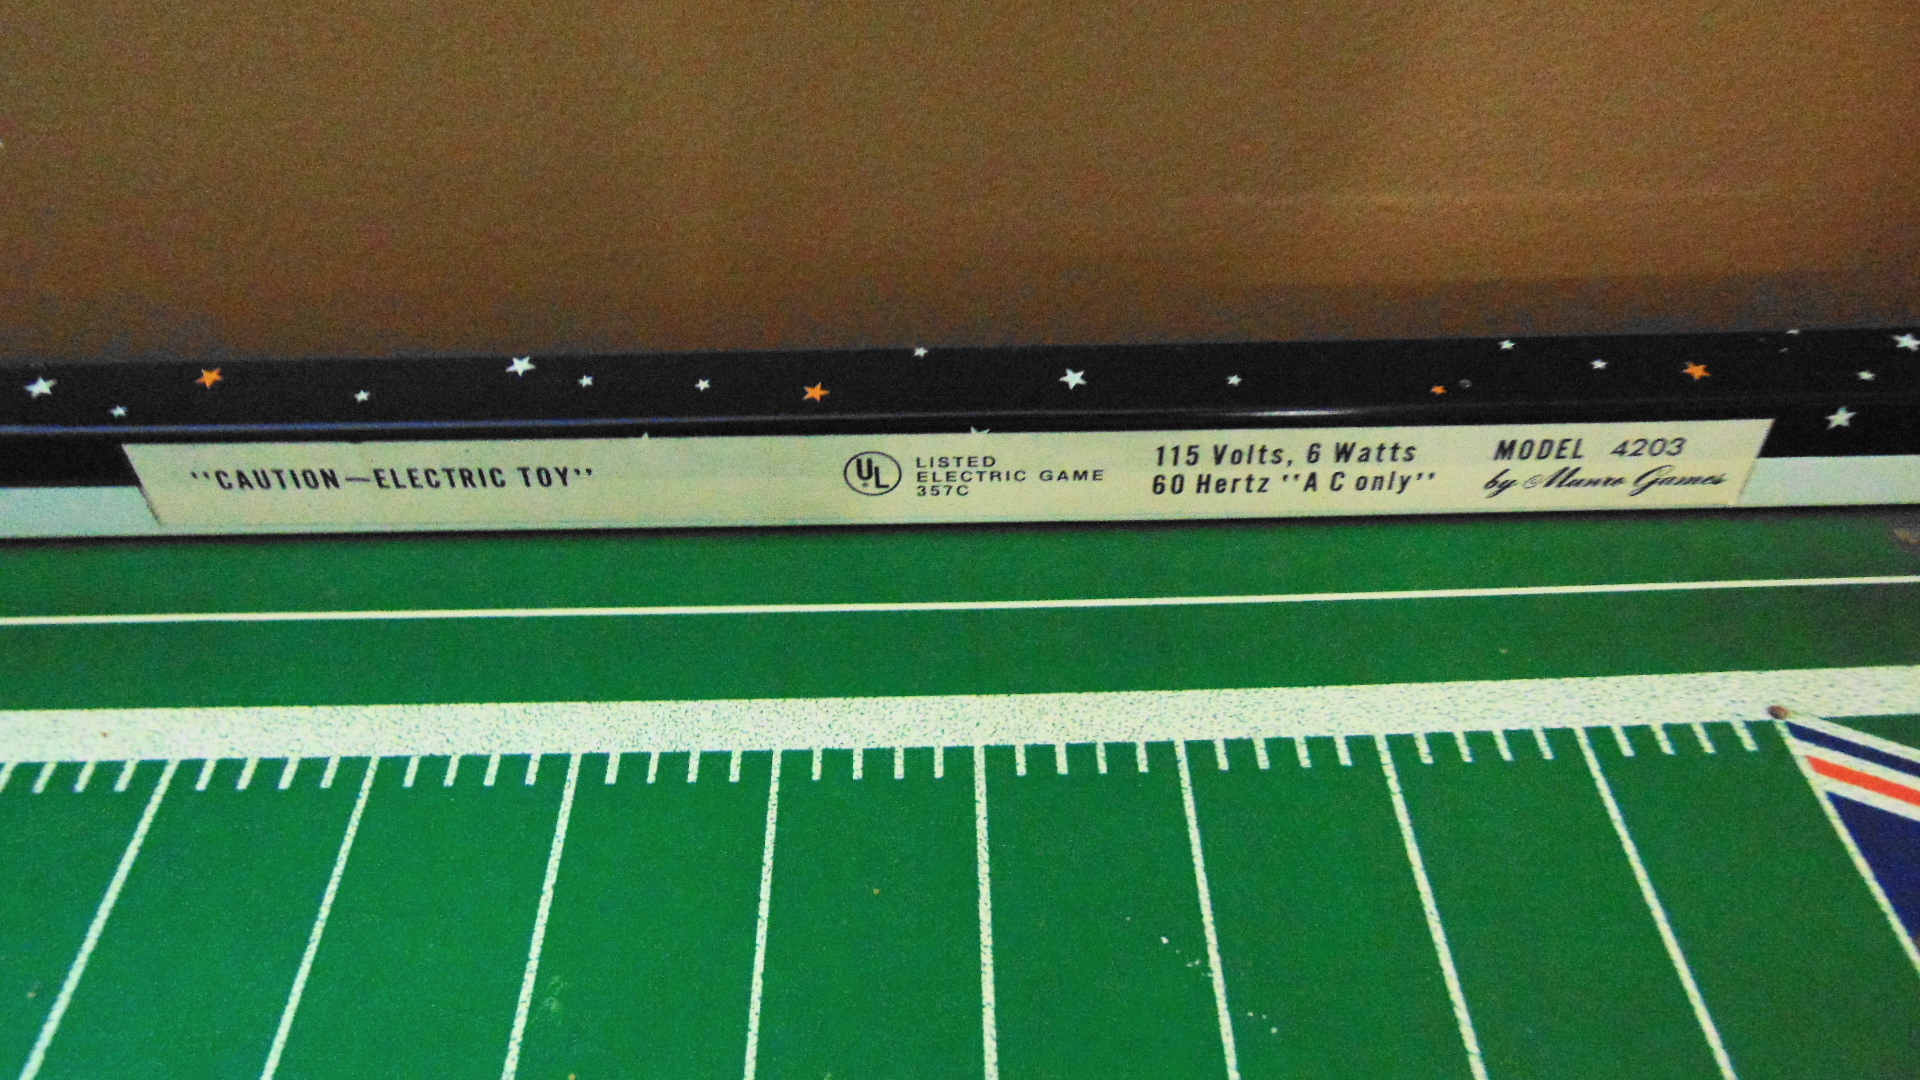 "CAUTION—ELECTRIC TOY"
UL LISTED
ELECTRIC GAME
357C
115 Volts, 6 Watts
60 Hertz "A C only"
MODEL 4203
by Munro Games